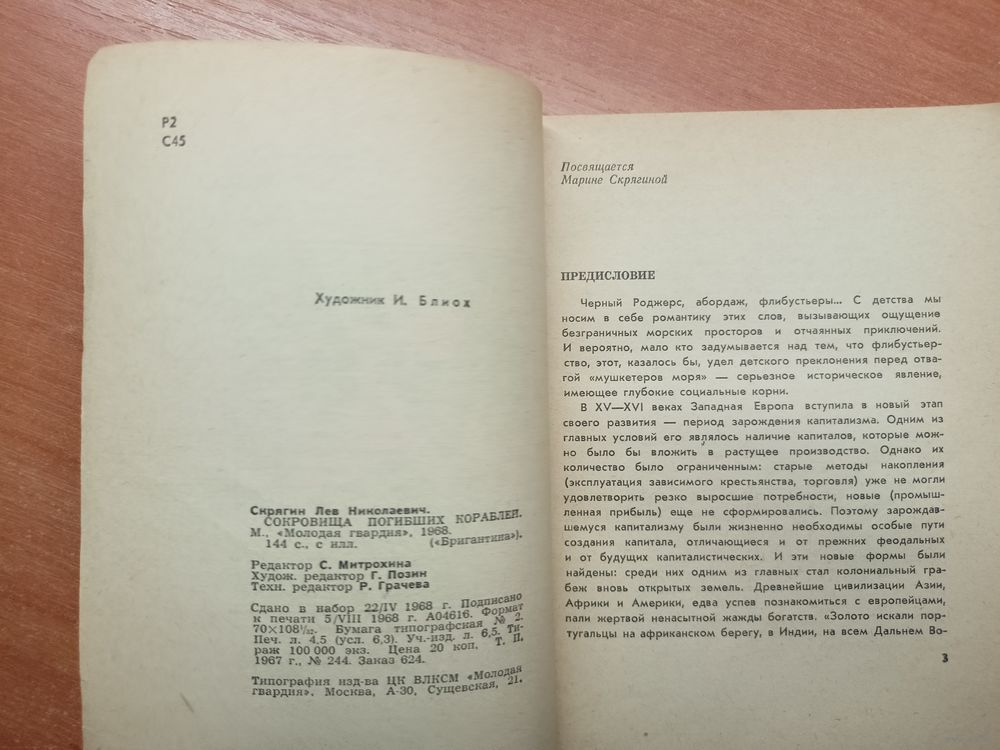 Р2
С45
Художник И. Блиох
Скрягин Лев Николаевич.
СОКРОВИЩА ПОГИБШИХ КОРАБЛЕЙ.
М., «Молодая гвардия», 1968.
144 с., с илл. («Бригантина»).
Редактор С. Митрохина
Худож. редактор Г. Позин
Техн. редактор Р. Грачева
Сдано в набор 22/IV 1968 г. Подписано
к печати 5/VIII 1968 г. А04616. Формат
70×108¹/₃₂. Бумага типографская № 2.
Печ. л. 4,5 (усл. 6,3). Уч.-изд. л. 6,5. Ти-
раж 100 000 экз. Цена 20 коп. Т. П.
1967 г., № 244. Заказ 624.
Типография изд-ва ЦК ВЛКСМ «Молодая
гвардия». Москва, А-30, Сущевская, 21.
Посвящается
Марине Скрягиной
ПРЕДИСЛОВИЕ
Черный Роджерс, абордаж, флибустьеры... С детства мы
носим в себе романтику этих слов, вызывающих ощущение
безграничных морских просторов и отчаянных приключений.
И вероятно, мало кто задумывается над тем, что флибустьер-
ство, этот, казалось бы, удел детского преклонения перед отва-
гой «мушкетеров моря» — серьезное историческое явление,
имеющее глубокие социальные корни.
В XV—XVI веках Западная Европа вступила в новый этап
своего развития — период зарождения капитализма. Одним из
главных условий его являлось наличие капиталов, которые мож-
но было бы вложить в растущее производство. Однако их
количество было ограниченным: старые методы накопления
(эксплуатация зависимого крестьянства, торговля) уже не могли
удовлетворить резко выросшие потребности, новые (промыш-
ленная прибыль) еще не сформировались. Поэтому зарождав-
шемуся капитализму были жизненно необходимы особые пути
создания капитала, отличающиеся и от прежних феодальных
и от будущих капиталистических. И эти новые формы были
найдены: среди них одним из главных стал колониальный гра-
беж вновь открытых земель. Древнейшие цивилизации Азии,
Африки и Америки, едва успев познакомиться с европейцами,
пали жертвой ненасытной жажды богатств. «Золото искали пор-
тугальцы на африканском берегу, в Индии, на всем Дальнем Во-
3